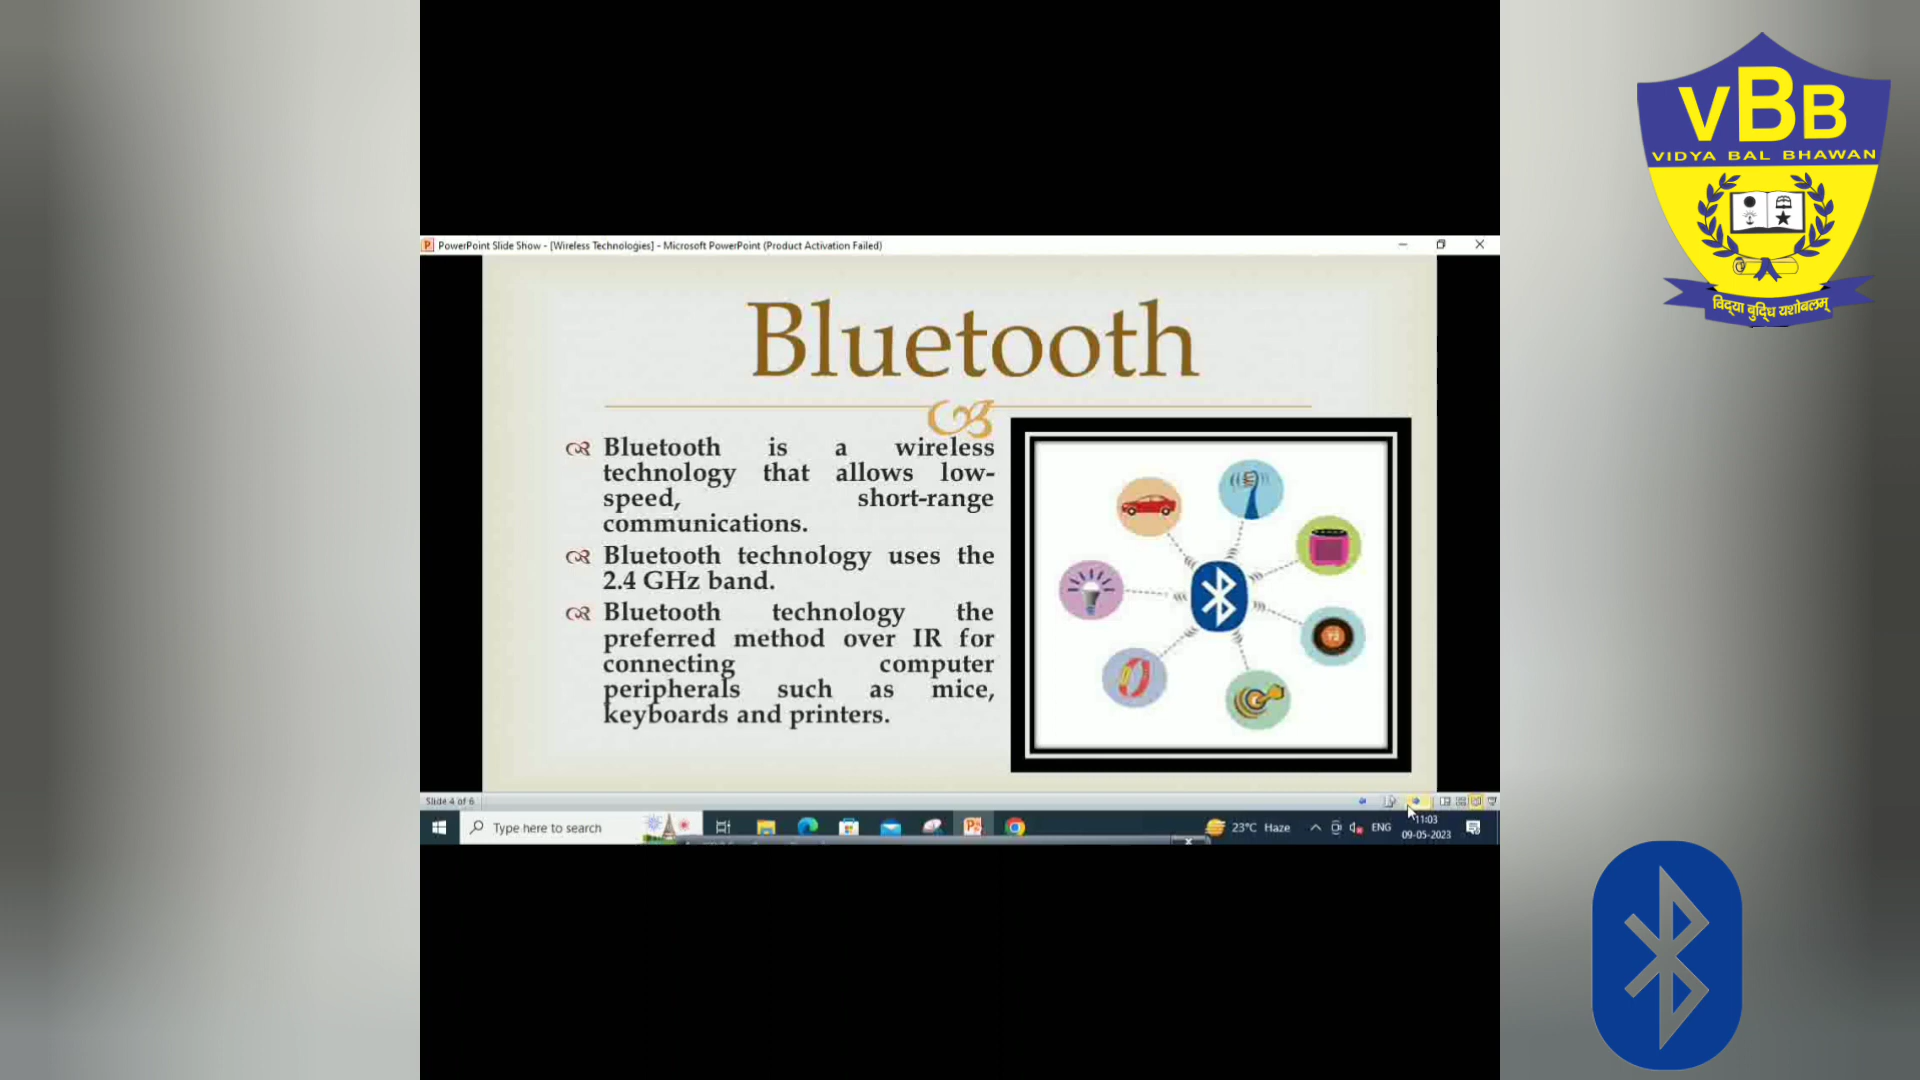 VBB
VIDYA BAL BHAWAN
विद्या बुद्धि यशोबलम्
PowerPoint Slide Show - [Wireless Technologies] - Microsoft PowerPoint (Product Activation Failed)
Bluetooth
Bluetooth is a wireless
technology that allows low-
speed, short-range
communications.
Bluetooth technology uses the
2.4 GHz band.
Bluetooth technology the
preferred method over IR for
connecting computer
peripherals such as mice,
keyboards and printers.
Slide 4 of 6
Type here to search
23°C Haze
ENG
11:03
09-05-2023